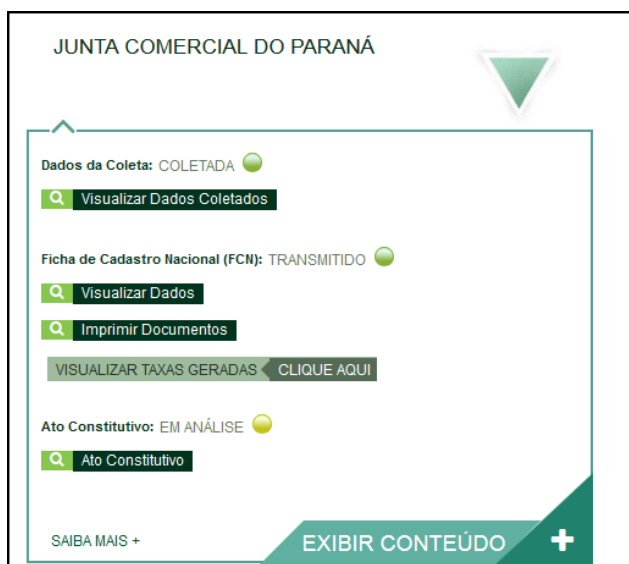 JUNTA COMERCIAL DO PARANÁ
Dados da Coleta: COLETADA
Visualizar Dados Coletados
Ficha de Cadastro Nacional (FCN): TRANSMITIDO
Visualizar Dados
Imprimir Documentos
VISUALIZAR TAXAS GERADAS CLIQUE AQUI
Ato Constitutivo: EM ANÁLISE
Ato Constitutivo
SAIBA MAIS + EXIBIR CONTEÚDO +